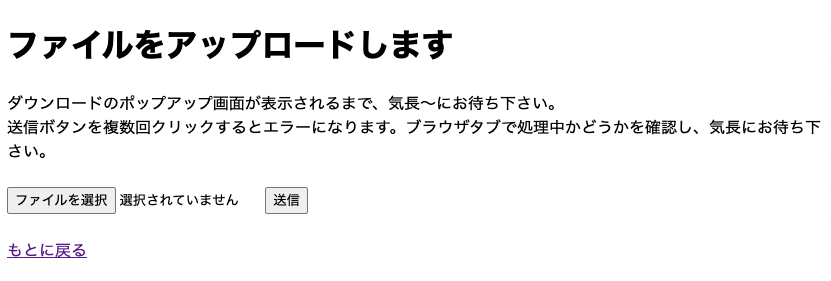 ファイルをアップロードします
ダウンロードのポップアップ画面が表示されるまで、気長〜にお待ち下さい。
送信ボタンを複数回クリックするとエラーになります。ブラウザタブで処理中かどうかを確認し、気長にお待ち下
さい。
ファイルを選択 選択されていません 送信
もとに戻る